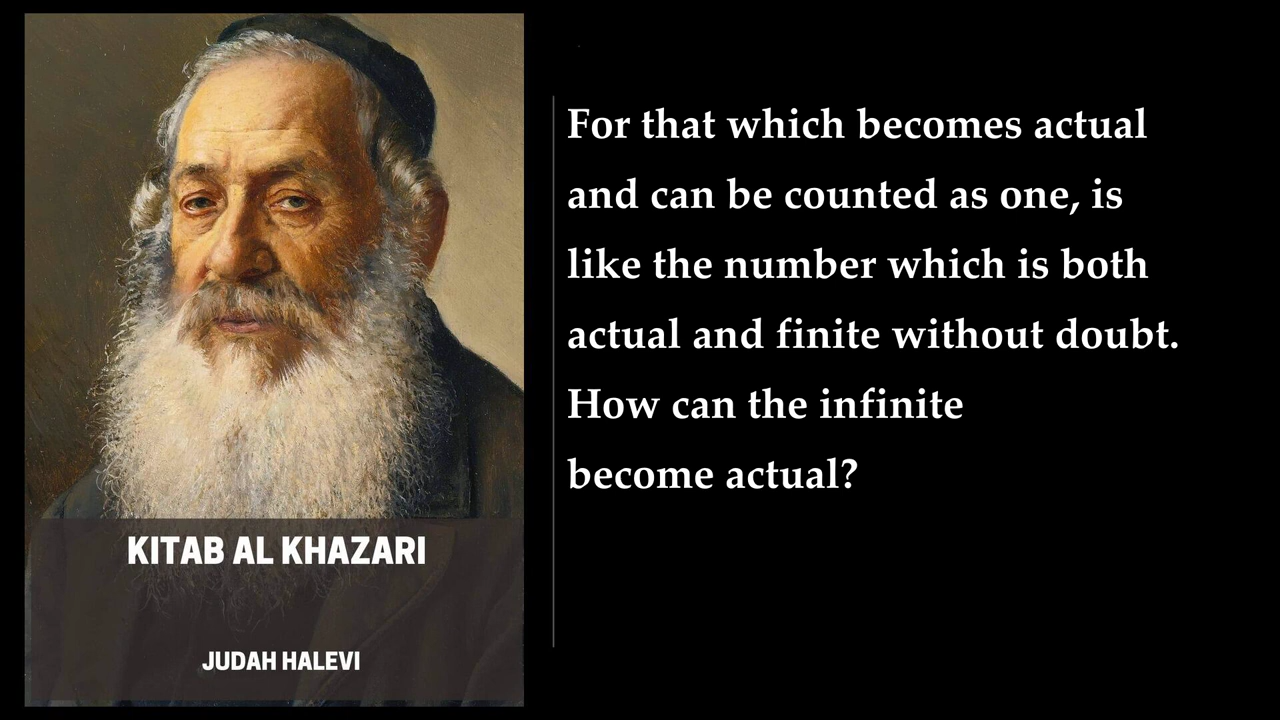 For that which becomes actual
and can be counted as one, is
like the number which is both
actual and finite without doubt.
How can the infinite
become actual?
KITAB AL KHAZARI
JUDAH HALEVI